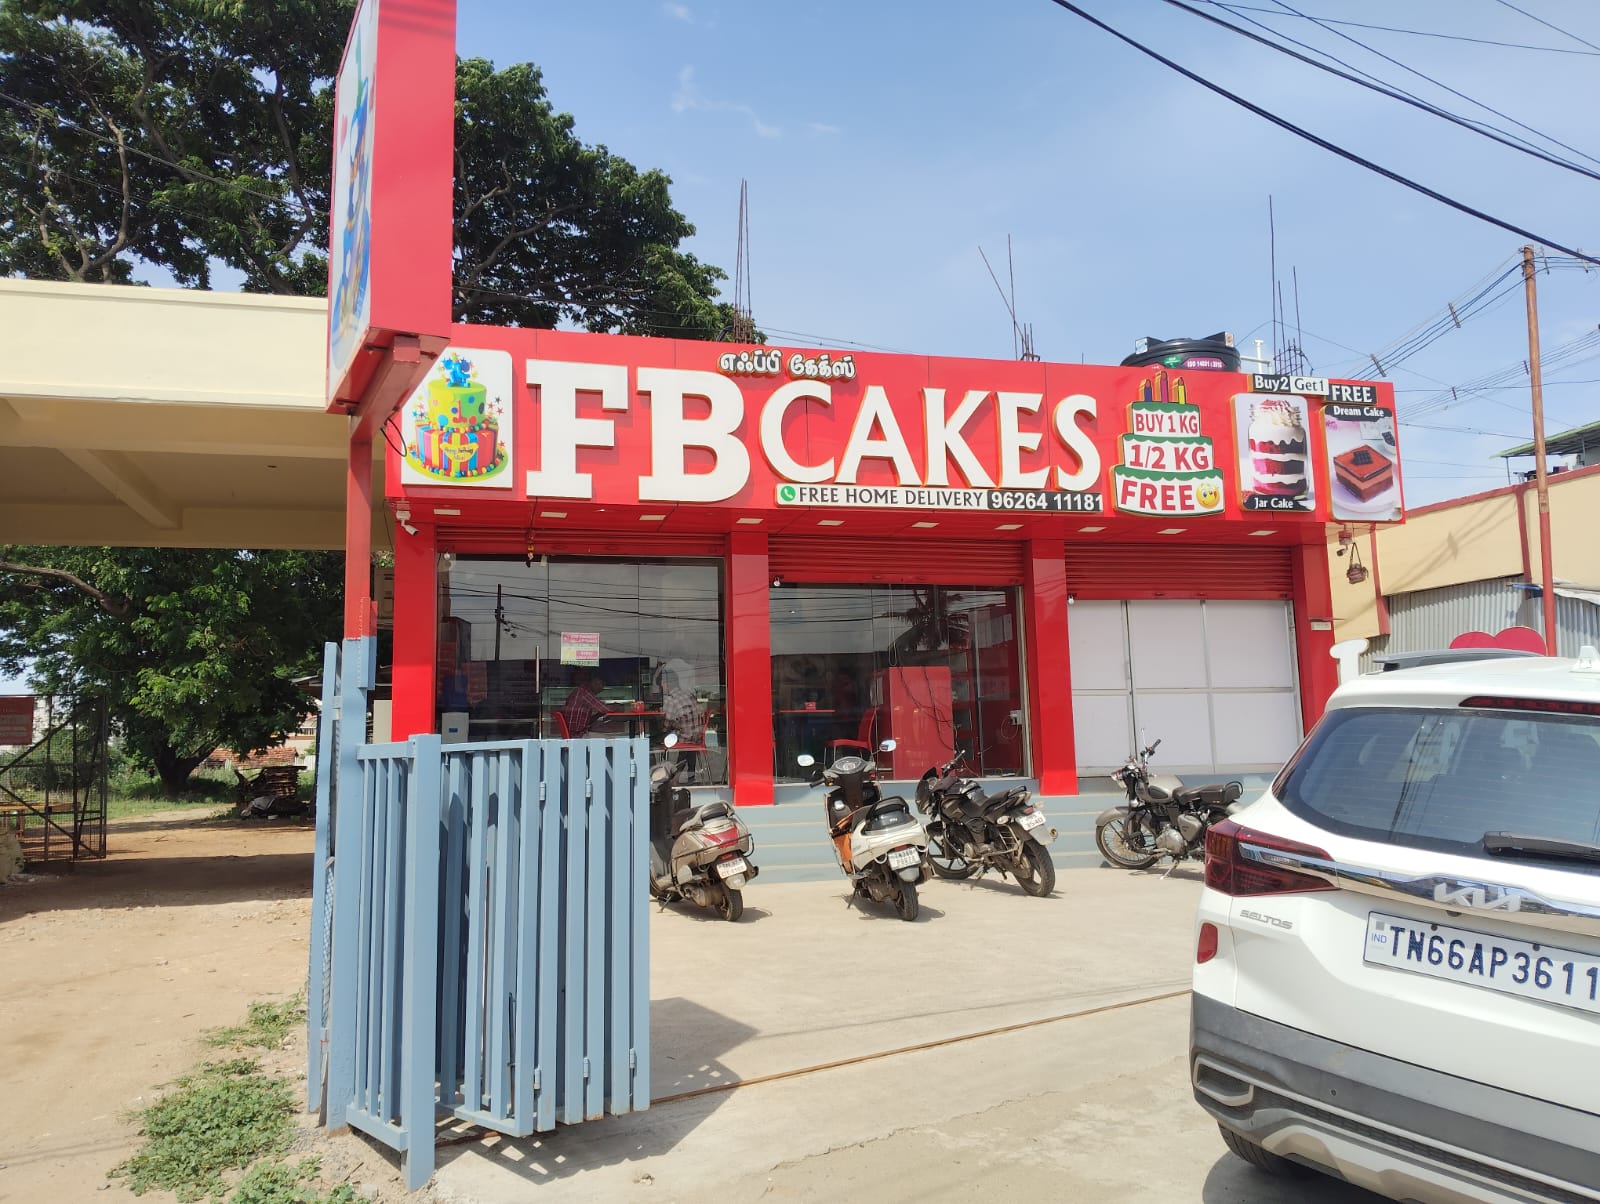 எஃப்பி கேக்ஸ்
FB CAKES
FREE HOME DELIVERY 96264 11181
BUY 1 KG
1/2 KG
FREE
Buy2 Get1 FREE
Jar Cake
Dream Cake
KIA
SELTOS
IND
TN66AP3611